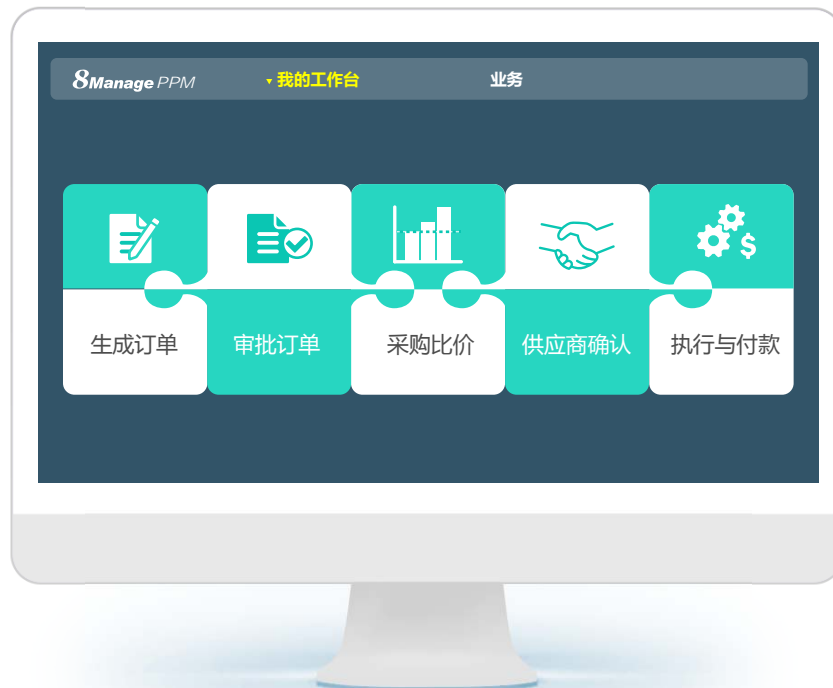 8Manage PPM
我的工作台
业务
$
生成订单
审批订单
采购比价
供应商确认
执行与付款